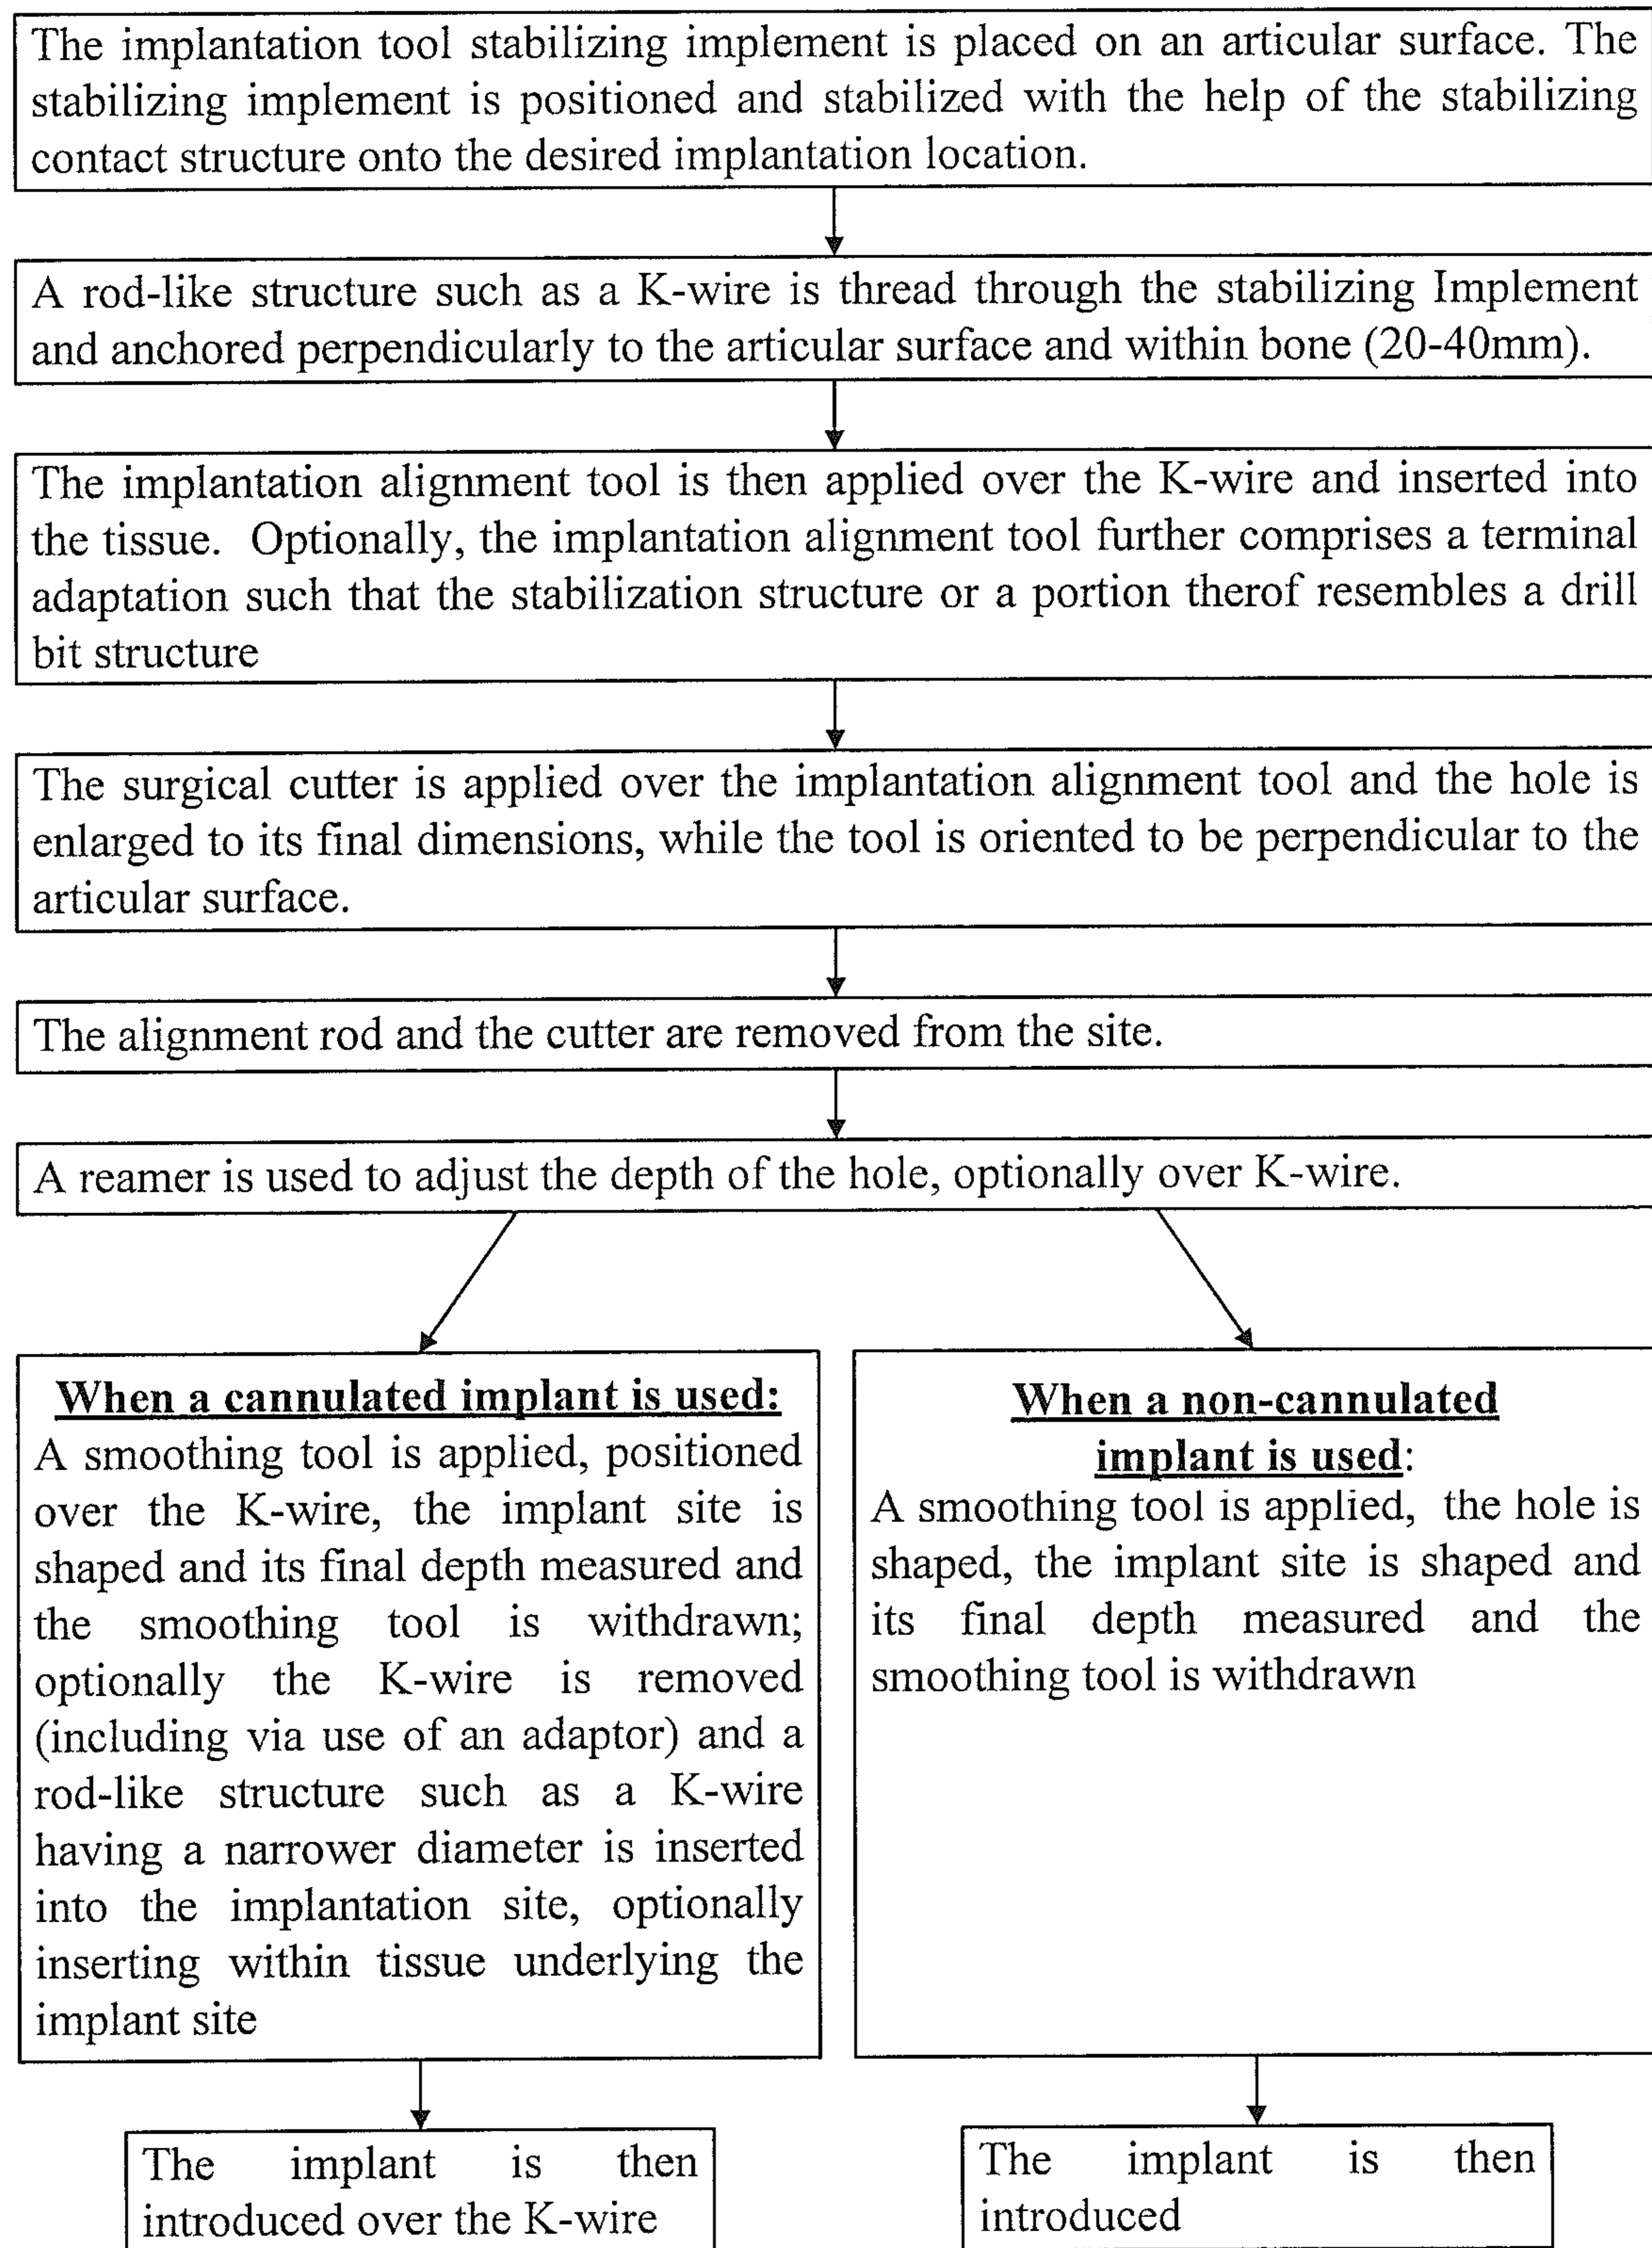 The implantation tool stabilizing implement is placed on an articular surface. The
stabilizing implement is positioned and stabilized with the help of the stabilizing
contact structure onto the desired implantation location.
A rod-like structure such as a K-wire is thread through the stabilizing Implement
and anchored perpendicularly to the articular surface and within bone (20-40mm).
The implantation alignment tool is then applied over the K-wire and inserted into
the tissue. Optionally, the implantation alignment tool further comprises a terminal
adaptation such that the stabilization structure or a portion therof resembles a drill
bit structure
The surgical cutter is applied over the implantation alignment tool and the hole is
enlarged to its final dimensions, while the tool is oriented to be perpendicular to the
articular surface.
The alignment rod and the cutter are removed from the site.
A reamer is used to adjust the depth of the hole, optionally over K-wire.
When a cannulated implant is used:
A smoothing tool is applied, positioned
over the K-wire, the implant site is
shaped and its final depth measured and
the smoothing tool is withdrawn;
optionally the K-wire is removed
(including via use of an adaptor) and a
rod-like structure such as a K-wire
having a narrower diameter is inserted
into the implantation site, optionally
inserting within tissue underlying the
implant site
The implant is then
introduced over the K-wire
When a non-cannulated
implant is used:
A smoothing tool is applied, the hole is
shaped, the implant site is shaped and
its final depth measured and the
smoothing tool is withdrawn
The implant is then
introduced